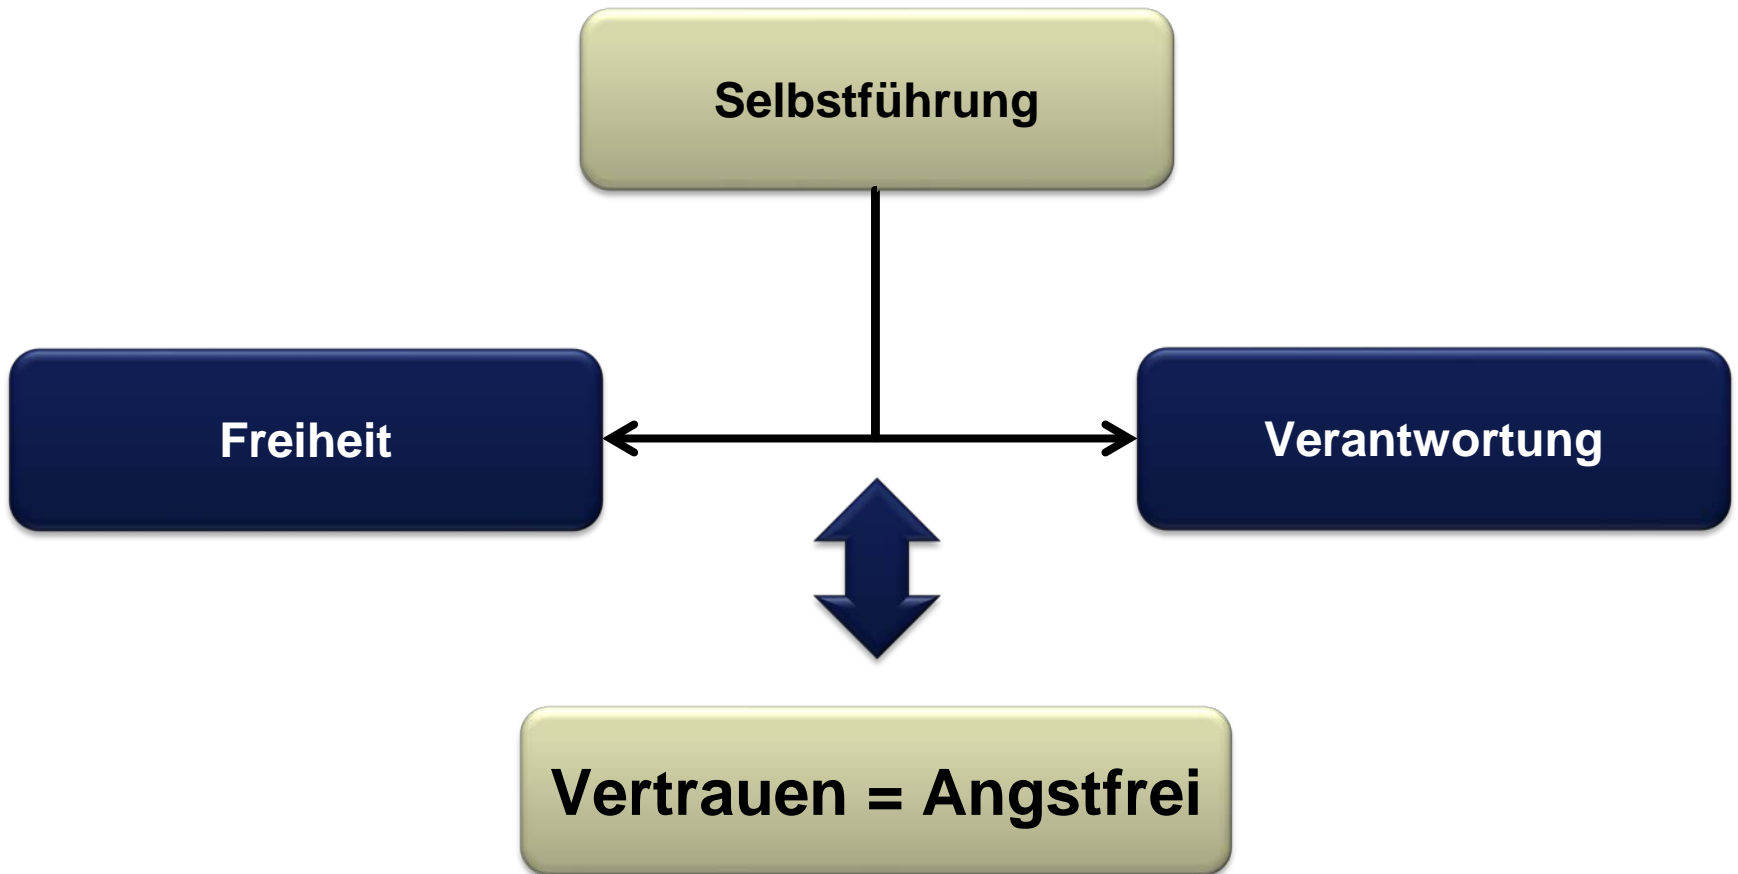 Selbstführung
Freiheit
Verantwortung
Vertrauen = Angstfrei